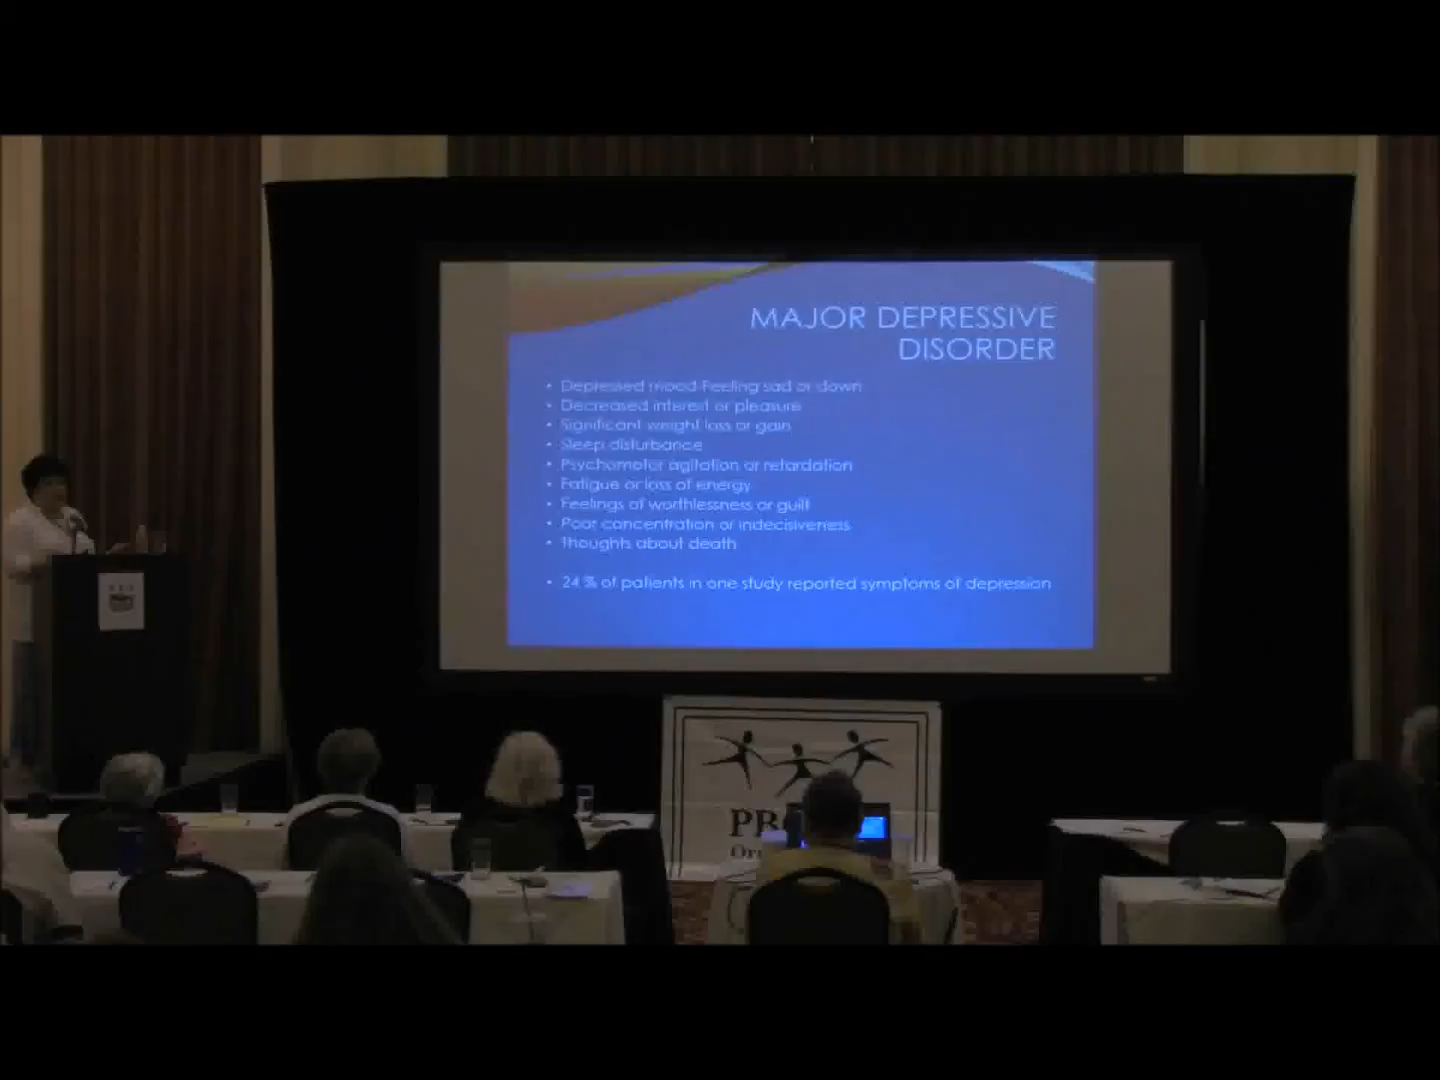 MAJOR DEPRESSIVE
DISORDER
• Depressed mood-Feeling sad or down
• Decreased interest or pleasure
• Significant weight loss or gain
• Sleep disturbance
• Psychomotor agitation or retardation
• Fatigue or loss of energy
• Feelings of worthlessness or guilt
• Poor concentration or indecisiveness
• Thoughts about death
• 24 % of patients in one study reported symptoms of depression